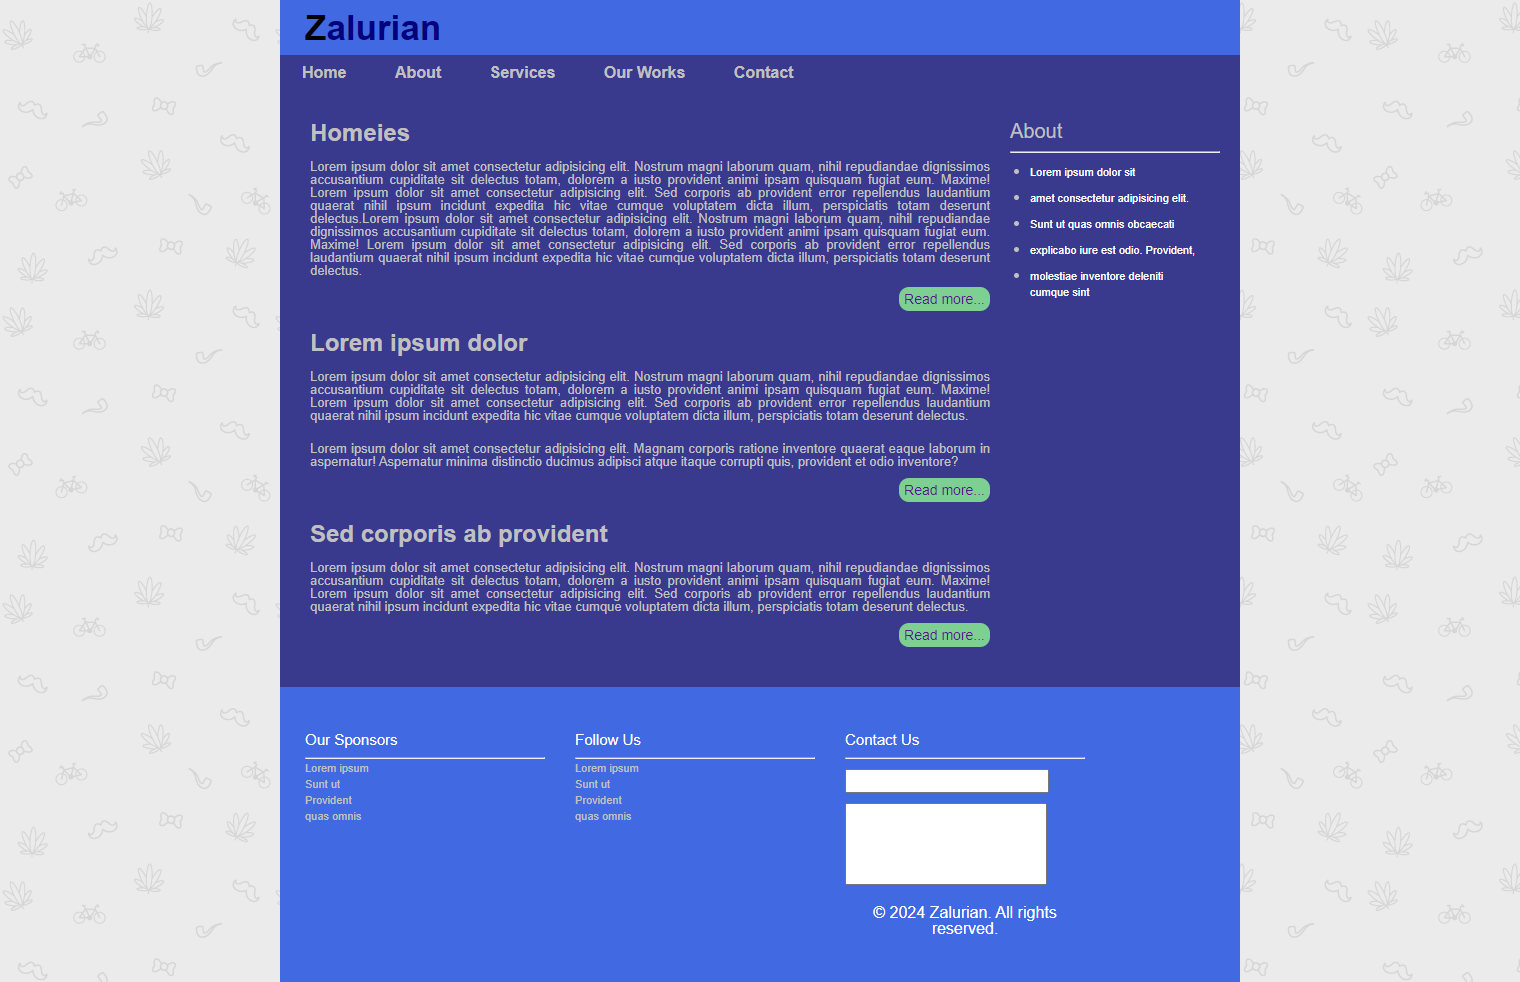 Zalurian
Home About Services Our Works Contact
Homeies
Lorem ipsum dolor sit amet consectetur adipisicing elit. Nostrum magni laborum quam, nihil repudiandae dignissimos
accusantium cupiditate sit delectus totam, dolorem a iusto provident animi ipsam quisquam fugiat eum. Maxime!
Lorem ipsum dolor sit amet consectetur adipisicing elit. Sed corporis ab provident error repellendus laudantium
quaerat nihil ipsum incidunt expedita hic vitae cumque voluptatem dicta illum, perspiciatis totam deserunt
delectus.Lorem ipsum dolor sit amet consectetur adipisicing elit. Nostrum magni laborum quam, nihil repudiandae
dignissimos accusantium cupiditate sit delectus totam, dolorem a iusto provident animi ipsam quisquam fugiat eum.
Maxime! Lorem ipsum dolor sit amet consectetur adipisicing elit. Sed corporis ab provident error repellendus
laudantium quaerat nihil ipsum incidunt expedita hic vitae cumque voluptatem dicta illum, perspiciatis totam deserunt
delectus.
Read more...
Lorem ipsum dolor
Lorem ipsum dolor sit amet consectetur adipisicing elit. Nostrum magni laborum quam, nihil repudiandae dignissimos
accusantium cupiditate sit delectus totam, dolorem a iusto provident animi ipsam quisquam fugiat eum. Maxime!
Lorem ipsum dolor sit amet consectetur adipisicing elit. Sed corporis ab provident error repellendus laudantium
quaerat nihil ipsum incidunt expedita hic vitae cumque voluptatem dicta illum, perspiciatis totam deserunt delectus.
Lorem ipsum dolor sit amet consectetur adipisicing elit. Magnam corporis ratione inventore quaerat eaque laborum in
aspernatur! Aspernatur minima distinctio ducimus adipisci atque itaque corrupti quis, provident et odio inventore?
Read more...
Sed corporis ab provident
Lorem ipsum dolor sit amet consectetur adipisicing elit. Nostrum magni laborum quam, nihil repudiandae dignissimos
accusantium cupiditate sit delectus totam, dolorem a iusto provident animi ipsam quisquam fugiat eum. Maxime!
Lorem ipsum dolor sit amet consectetur adipisicing elit. Sed corporis ab provident error repellendus laudantium
quaerat nihil ipsum incidunt expedita hic vitae cumque voluptatem dicta illum, perspiciatis totam deserunt delectus.
Read more...
About
Lorem ipsum dolor sit
amet consectetur adipisicing elit.
Sunt ut quas omnis obcaecati
explicabo iure est odio. Provident,
molestiae inventore deleniti
cumque sint
Our Sponsors
Lorem ipsum
Sunt ut
Provident
quas omnis
Follow Us
Lorem ipsum
Sunt ut
Provident
quas omnis
Contact Us
© 2024 Zalurian. All rights
reserved.